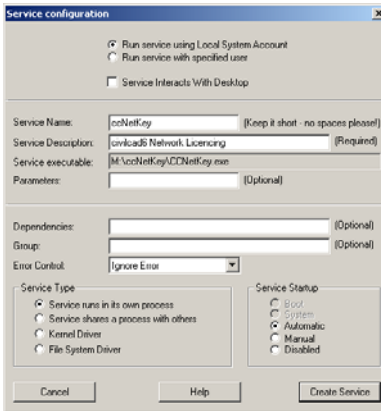 Service configuration
Run service using Local System Account
Run service with specified user
Service Interacts With Desktop
Service Name: ccNetKey (Keep it short - no spaces please!)
Service Description: civilcad6 Network Licencing (Required)
Service executable: M:\ccNetKey\CCNetKey.exe
Parameters: (Optional)
Dependencies: (Optional)
Group: (Optional)
Error Control: Ignore Error
Service Type
Service runs in its own process
Service shares a process with others
Kernel Driver
File System Driver
Service Startup
Boot
System
Automatic
Manual
Disabled
Cancel Help Create Service